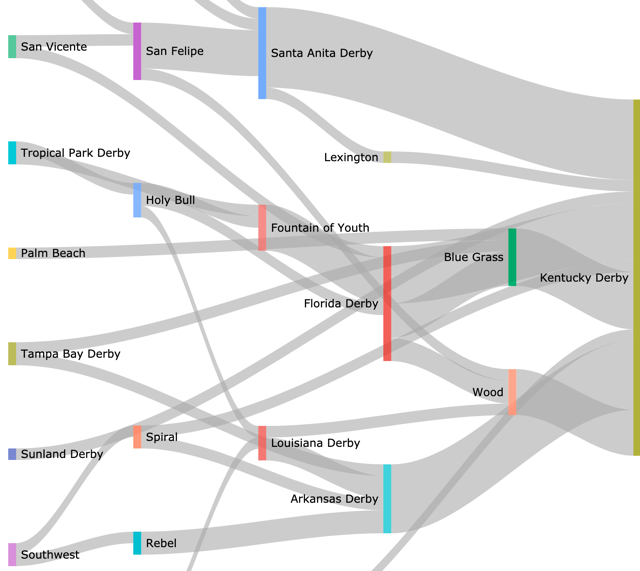 San Vicente
San Felipe
Santa Anita Derby
Tropical Park Derby
Lexington
Holy Bull
Fountain of Youth
Palm Beach
Blue Grass
Kentucky Derby
Florida Derby
Tampa Bay Derby
Wood
Spiral
Louisiana Derby
Sunland Derby
Arkansas Derby
Rebel
Southwest